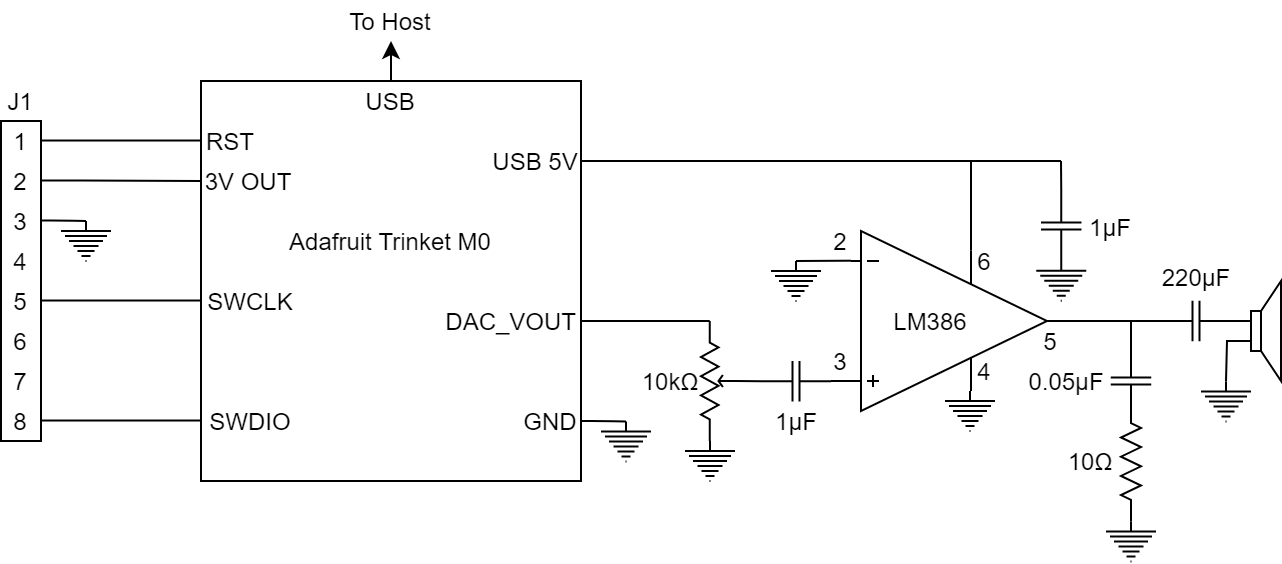 To Host
J1
USB
1
RST
USB 5V
2
3V OUT
3
1µF
4
Adafruit Trinket M0
2
−
6
220µF
5
SWCLK
DAC_VOUT
LM386
5
6
7
10kΩ
3
+
4
0.05µF
8
SWDIO
GND
1µF
10Ω